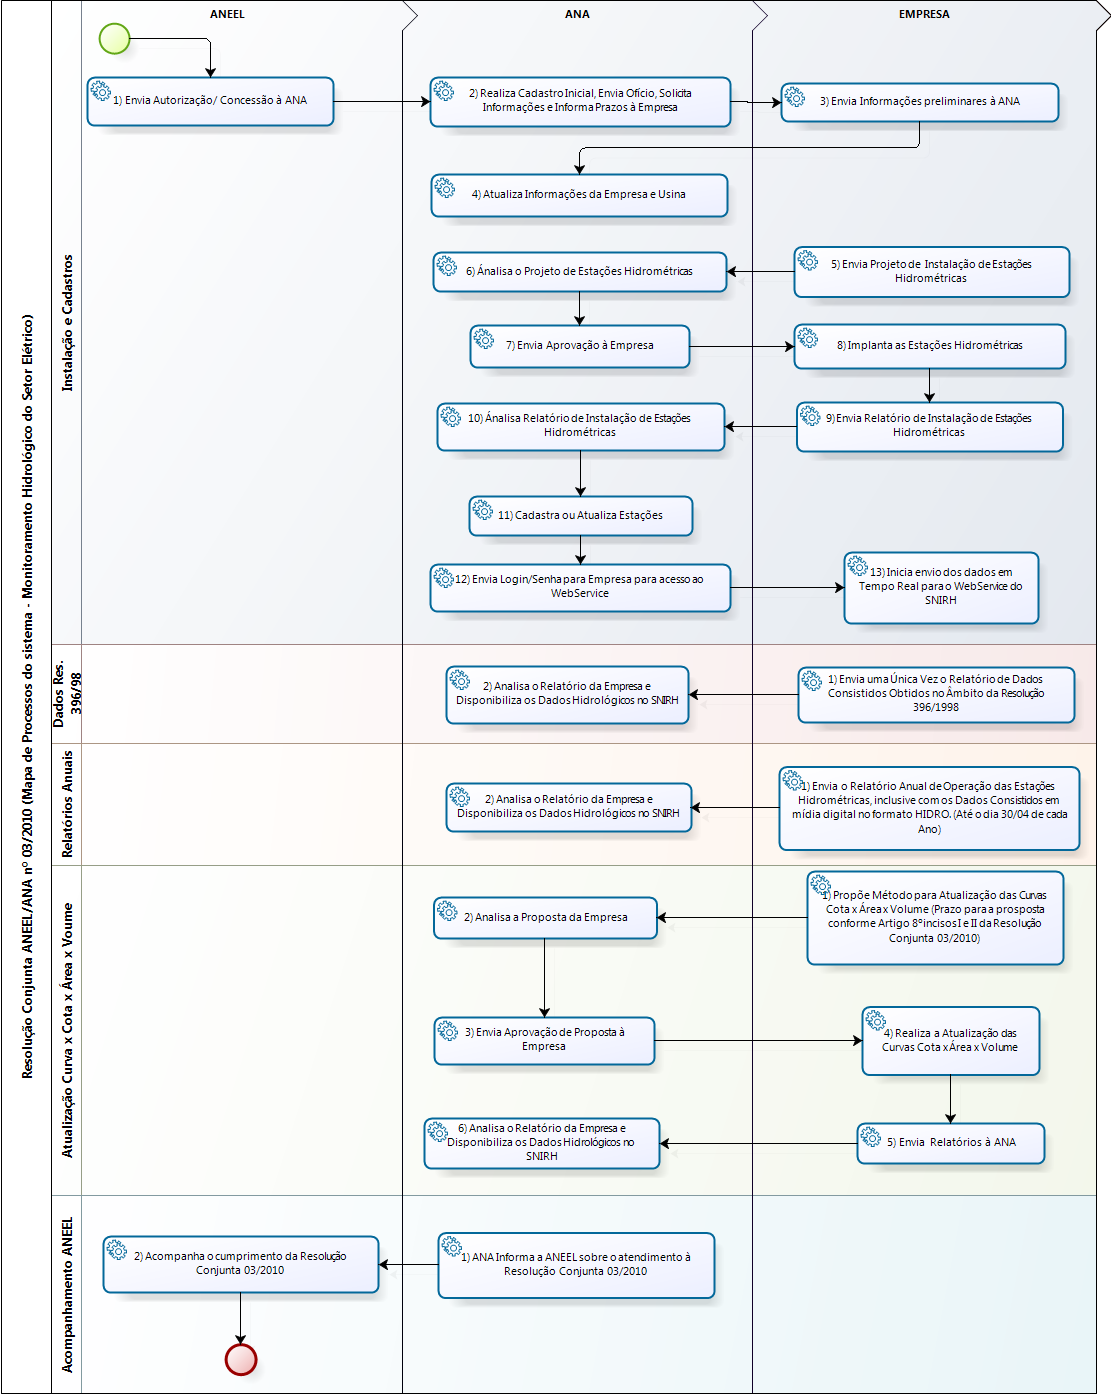 ANEEL
ANA
EMPRESA
Resolução Conjunta ANEEL/ANA nº 03/2010 (Mapa de Processos do sistema - Monitoramento Hidrológico do Setor Elétrico)
Instalação e Cadastros
1) Envia Autorização/ Concessão à ANA
2) Realiza Cadastro Inicial, Envia Ofício, Solicita
Informações e Informa Prazos à Empresa
3) Envia Informações preliminares à ANA
4) Atualiza Informações da Empresa e Usina
5) Envia Projeto de Instalação de Estações
Hidrométricas
6) Ánalisa o Projeto de Estações Hidrométricas
7) Envia Aprovação à Empresa
8) Implanta as Estações Hidrométricas
9) Envia Relatório de Instalação de Estações
Hidrométricas
10) Ánalisa Relatório de Instalação de Estações
Hidrométricas
11) Cadastra ou Atualiza Estações
12) Envia Login/Senha para Empresa para acesso ao
WebService
13) Inicia envio dos dados em
Tempo Real para o WebService do
SNIRH
Dados Res.
396/98
1) Envia uma Única Vez o Relatório de Dados
Consistidos Obtidos no Âmbito da Resolução
396/1998
2) Analisa o Relatório da Empresa e
Disponibiliza os Dados Hidrológicos no SNIRH
Relatórios Anuais
1) Envia o Relatório Anual de Operação das Estações
Hidrométricas, inclusive com os Dados Consistidos em
mídia digital no formato HIDRO. (Até o dia 30/04 de cada
Ano)
2) Analisa o Relatório da Empresa e
Disponibiliza os Dados Hidrológicos no SNIRH
Atualização Curva x Cota x Área x Voume
1) Propõe Método para Atualização das Curvas
Cota x Área x Volume (Prazo para a prosposta
conforme Artigo 8º incisos I e II da Resolução
Conjunta 03/2010)
2) Analisa a Proposta da Empresa
3) Envia Aprovação de Proposta à
Empresa
4) Realiza a Atualização das
Curvas Cota x Área x Volume
5) Envia Relatórios à ANA
6) Analisa o Relatório da Empresa e
Disponibiliza os Dados Hidrológicos no
SNIRH
Acompanhamento ANEEL
1) ANA Informa a ANEEL sobre o atendimento à
Resolução Conjunta 03/2010
2) Acompanha o cumprimento da Resolução
Conjunta 03/2010